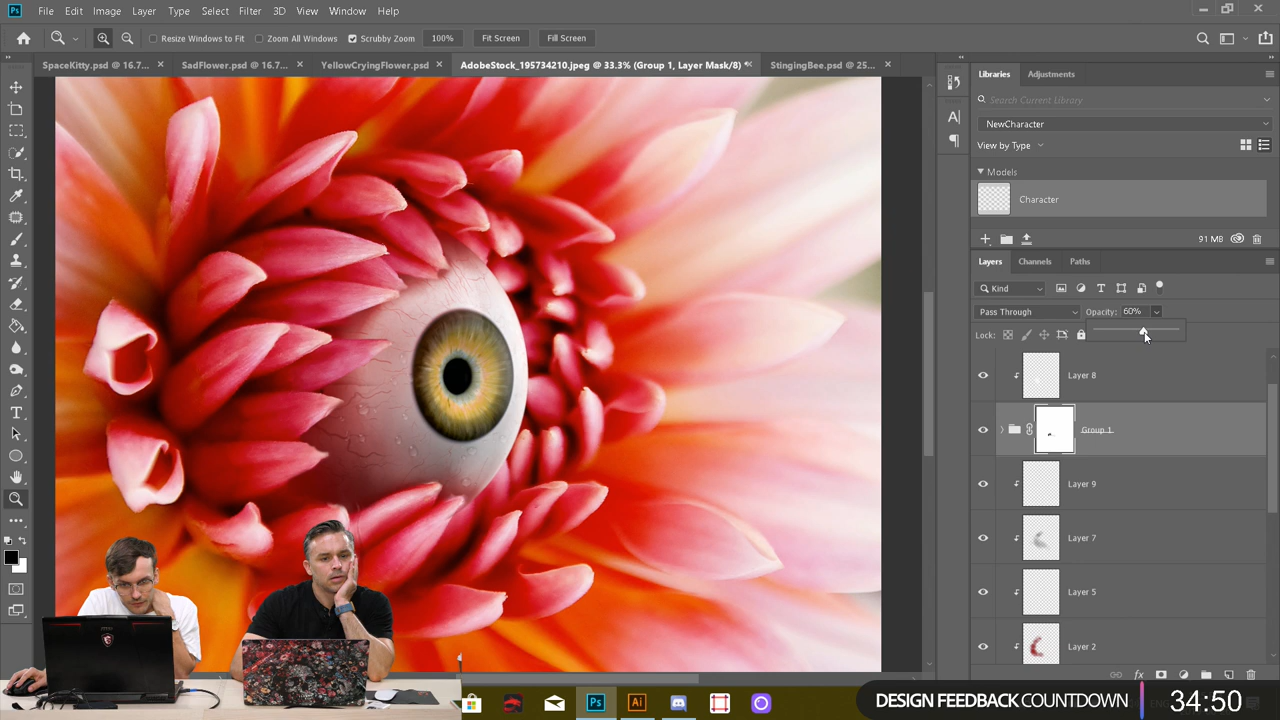 Ps File Edit Image Layer Type Select Filter 3D View Window Help
Resize Windows to Fit Zoom All Windows Scrubby Zoom 100% Fit Screen Fill Screen
SpaceKitty.psd @ 16.7... SadFlower.psd @ 16.7... YellowCryingFlower.psd AdobeStock_195734210.jpeg @ 33.3% (Group 1, Layer Mask/8) * StingingBee.psd @ 25...
Libraries Adjustments
Search Current Library
NewCharacter
View by Type
Models
Character
91 MB
Layers Channels Paths
Kind
Pass Through Opacity: 60%
Lock:
Layer 8
Group 1
Layer 9
Layer 7
Layer 5
Layer 2
fx
Ps Ai
DESIGN FEEDBACK COUNTDOWN 34:50